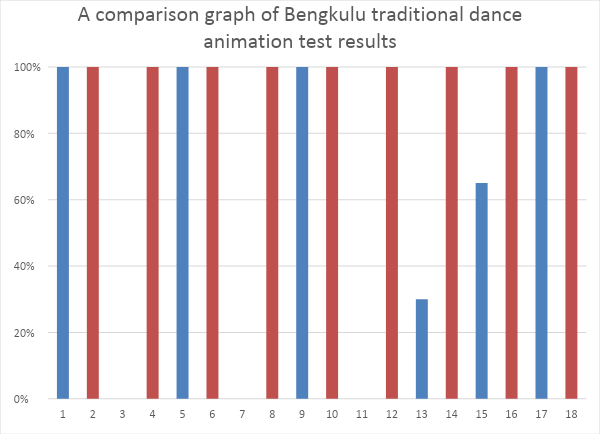 A comparison graph of Bengkulu traditional dance
animation test results
100%
80%
60%
40%
20%
0%
1 2 3 4 5 6 7 8 9 10 11 12 13 14 15 16 17 18